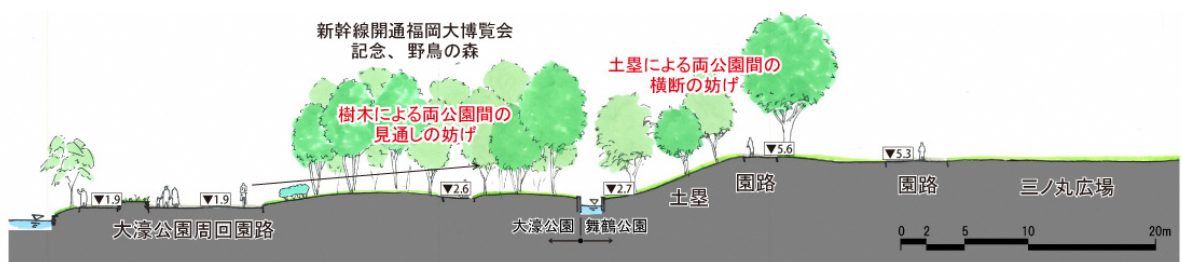 新幹線開通福岡大博覧会
記念、野鳥の森
樹木による両公園間の
見通しの妨げ
土塁による両公園間の
横断の妨げ
▼1.9
▼1.9
▼2.6
▼2.7
▼5.6
▼5.3
大濠公園周回園路
大濠公園
舞鶴公園
土塁
園路
園路
三ノ丸広場
0 2 5 10 20m